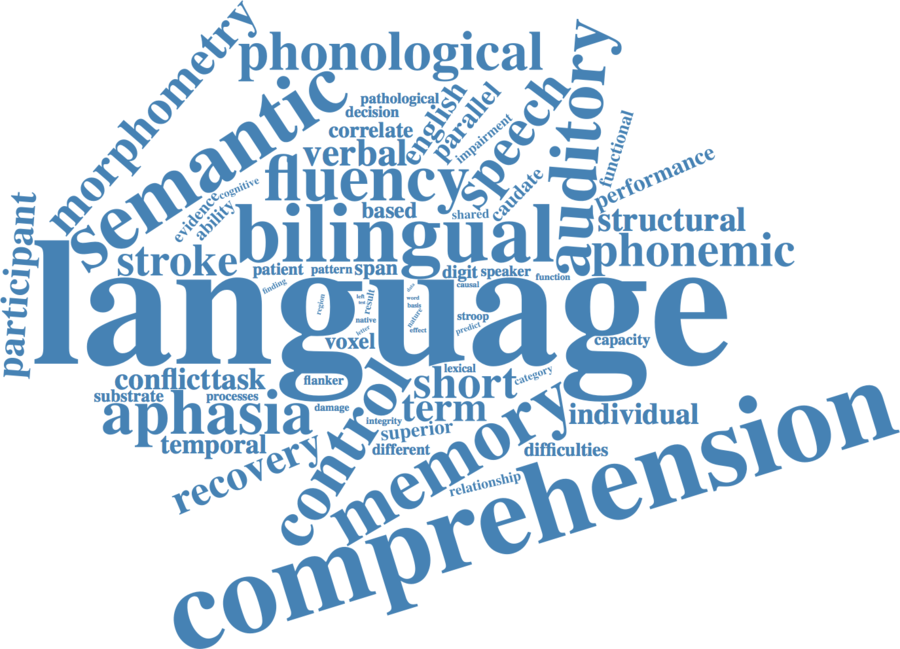 morphometry
phonological
semantic
pathological
decision
correlate
english
parallel
impairment
speech
auditory
functional
verbal
fluency
caudate
performance
evidence
cognitive
ability
based
shared
structural
participant
bilingual
phonemic
stroke
patient
pattern
span
digit
speaker
function
finding
causal
language
region
left
test
result
data
word
basis
nature
native
effect
letter
stroop
predict
voxel
capacity
conflict
task
flanker
lexical
category
short
substrate
processes
aphasia
damage
control
integrity
term
memory
individual
temporal
superior
recovery
different
difficulties
relationship
comprehension